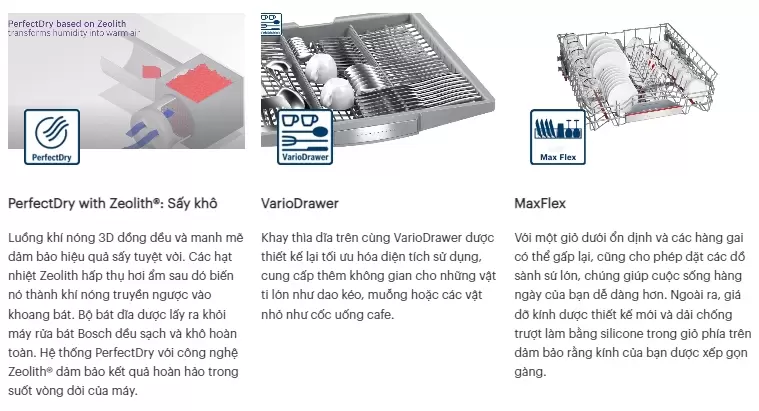 PerfectDry based on Zeolith
transforms humidity into warm air
PerfectDry
VarioDrawer
Max Flex
PerfectDry with Zeolith®: Sấy khô
Luồng khí nóng 3D đồng đều và mạnh mẽ
đảm bảo hiệu quả sấy tuyệt vời. Các hạt
nhiệt Zeolith hấp thụ hơi ẩm sau đó biến
nó thành khí nóng truyền ngược vào
khoang bát. Bộ bát đĩa được lấy ra khỏi
máy rửa bát Bosch đều sạch và khô hoàn
toàn. Hệ thống PerfectDry với công nghệ
Zeolith® đảm bảo kết quả hoàn hảo trong
suốt vòng đời của máy.
VarioDrawer
Khay thìa dĩa trên cùng VarioDrawer được
thiết kế lại tối ưu hóa diện tích sử dụng,
cung cấp thêm không gian cho những vật
tí lớn như dao kéo, muỗng hoặc các vật
nhỏ như cốc uống cafe.
MaxFlex
Với một giỏ dưới ổn định và các hàng gai
có thể gấp lại, cũng cho phép đặt các đồ
sành sứ lớn, chúng giúp cuộc sống hàng
ngày của bạn dễ dàng hơn. Ngoài ra, giá
đỡ kính được thiết kế mới và dải chống
trượt làm bằng silicone trong giỏ phía trên
đảm bảo rằng kính của bạn được xếp gọn
gàng.